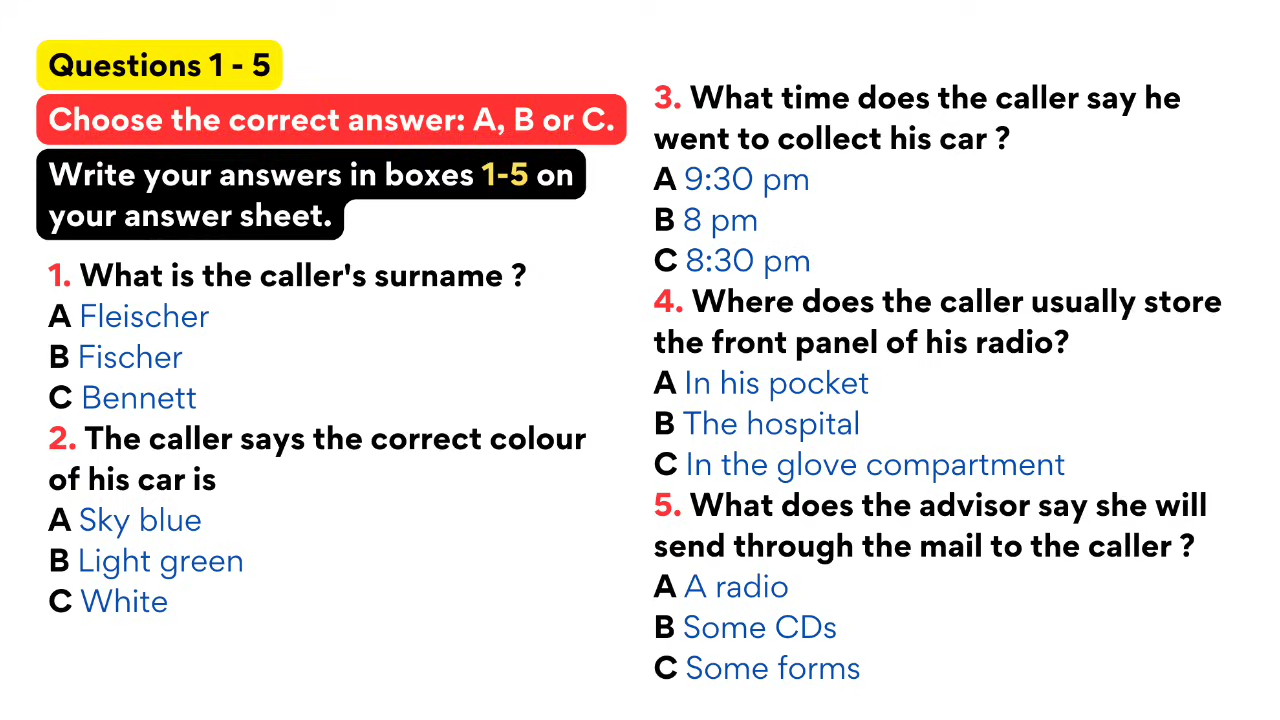 Questions 1 - 5
Choose the correct answer: A, B or C.
Write your answers in boxes 1-5 on
your answer sheet.
1. What is the caller's surname ?
A Fleischer
B Fischer
C Bennett
2. The caller says the correct colour
of his car is
A Sky blue
B Light green
C White
3. What time does the caller say he
went to collect his car ?
A 9:30 pm
B 8 pm
C 8:30 pm
4. Where does the caller usually store
the front panel of his radio?
A In his pocket
B The hospital
C In the glove compartment
5. What does the advisor say she will
send through the mail to the caller ?
A A radio
B Some CDs
C Some forms